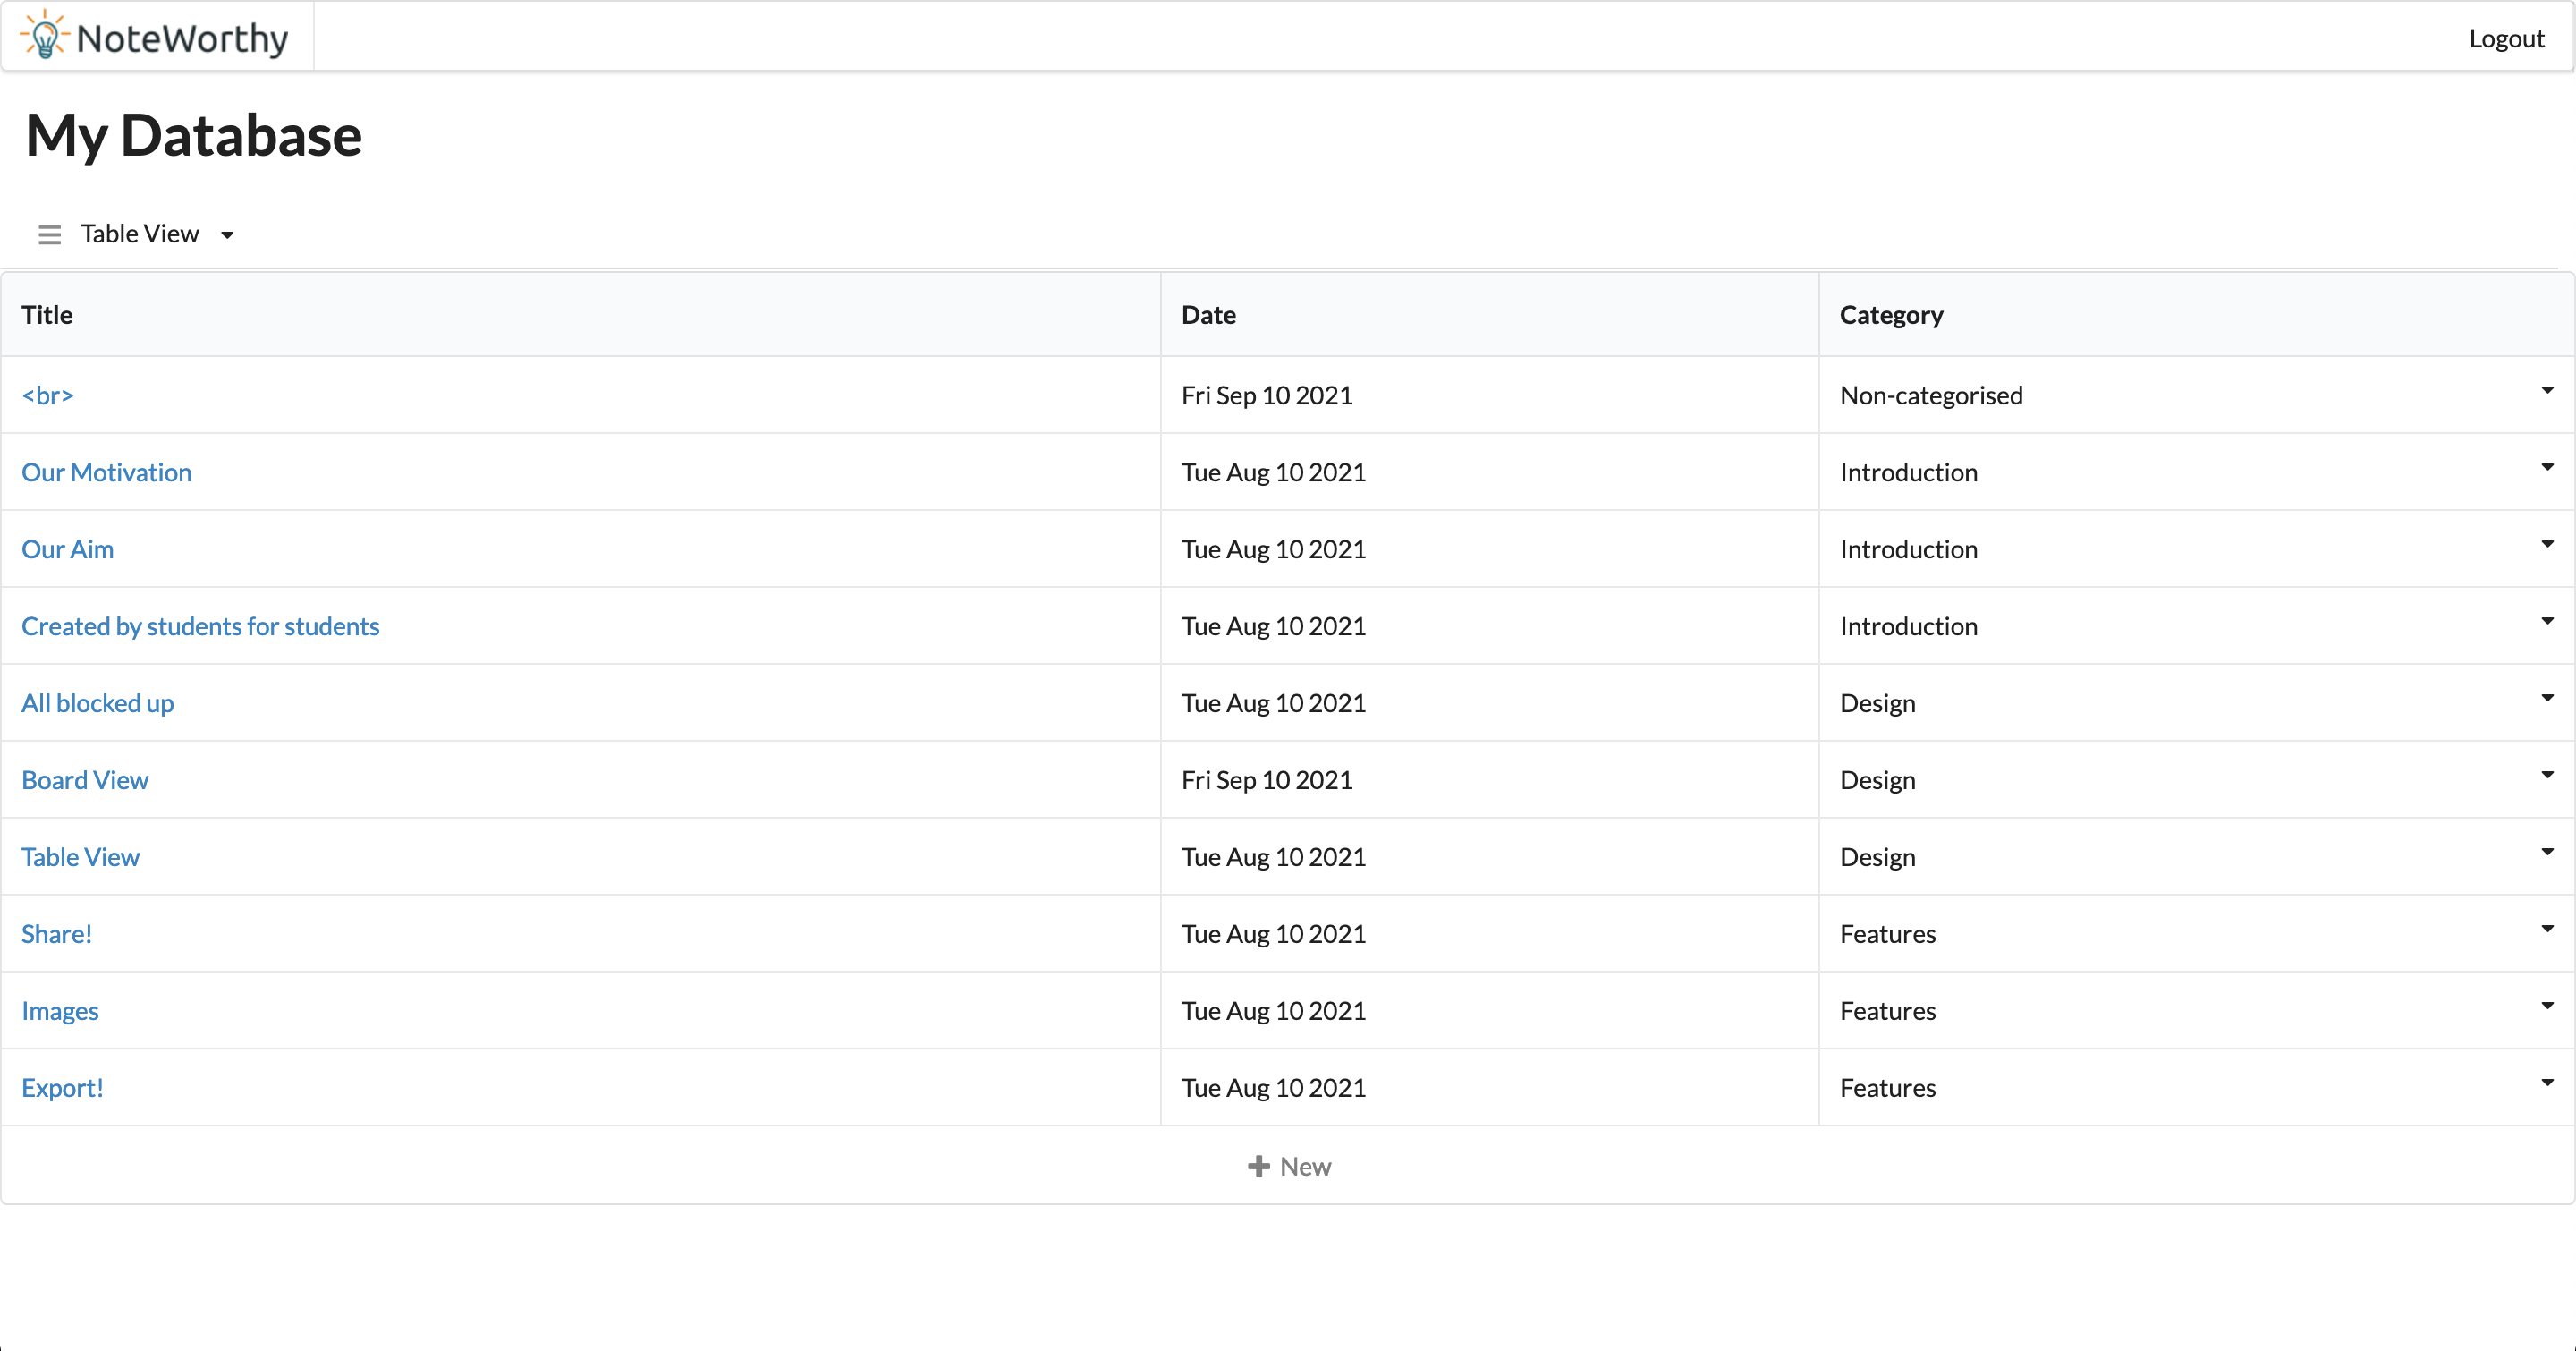 NoteWorthy Logout
My Database
Table View
Title Date Category
<br> Fri Sep 10 2021 Non-categorised
Our Motivation Tue Aug 10 2021 Introduction
Our Aim Tue Aug 10 2021 Introduction
Created by students for students Tue Aug 10 2021 Introduction
All blocked up Tue Aug 10 2021 Design
Board View Fri Sep 10 2021 Design
Table View Tue Aug 10 2021 Design
Share! Tue Aug 10 2021 Features
Images Tue Aug 10 2021 Features
Export! Tue Aug 10 2021 Features
New